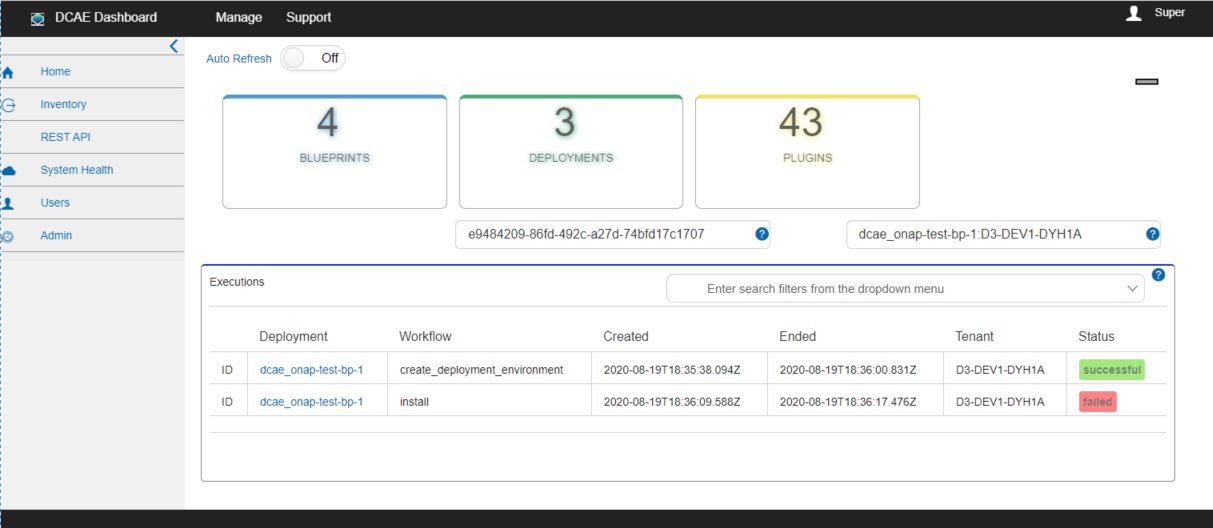 DCAE Dashboard Manage Support Super
Auto Refresh Off
Home
Inventory
REST API
System Health
Users
Admin
4 3 43
BLUEPRINTS DEPLOYMENTS PLUGINS
e9484209-86fd-492c-a27d-74bfd17c1707 ? dcae_onap-test-bp-1:D3-DEV1-DYH1A ?
Executions Enter search filters from the dropdown menu ?
Deployment Workflow Created Ended Tenant Status
ID dcae_onap-test-bp-1 create_deployment_environment 2020-08-19T18:35:38.094Z 2020-08-19T18:36:00.831Z D3-DEV1-DYH1A successful
ID dcae_onap-test-bp-1 install 2020-08-19T18:36:09.588Z 2020-08-19T18:36:17.476Z D3-DEV1-DYH1A failed